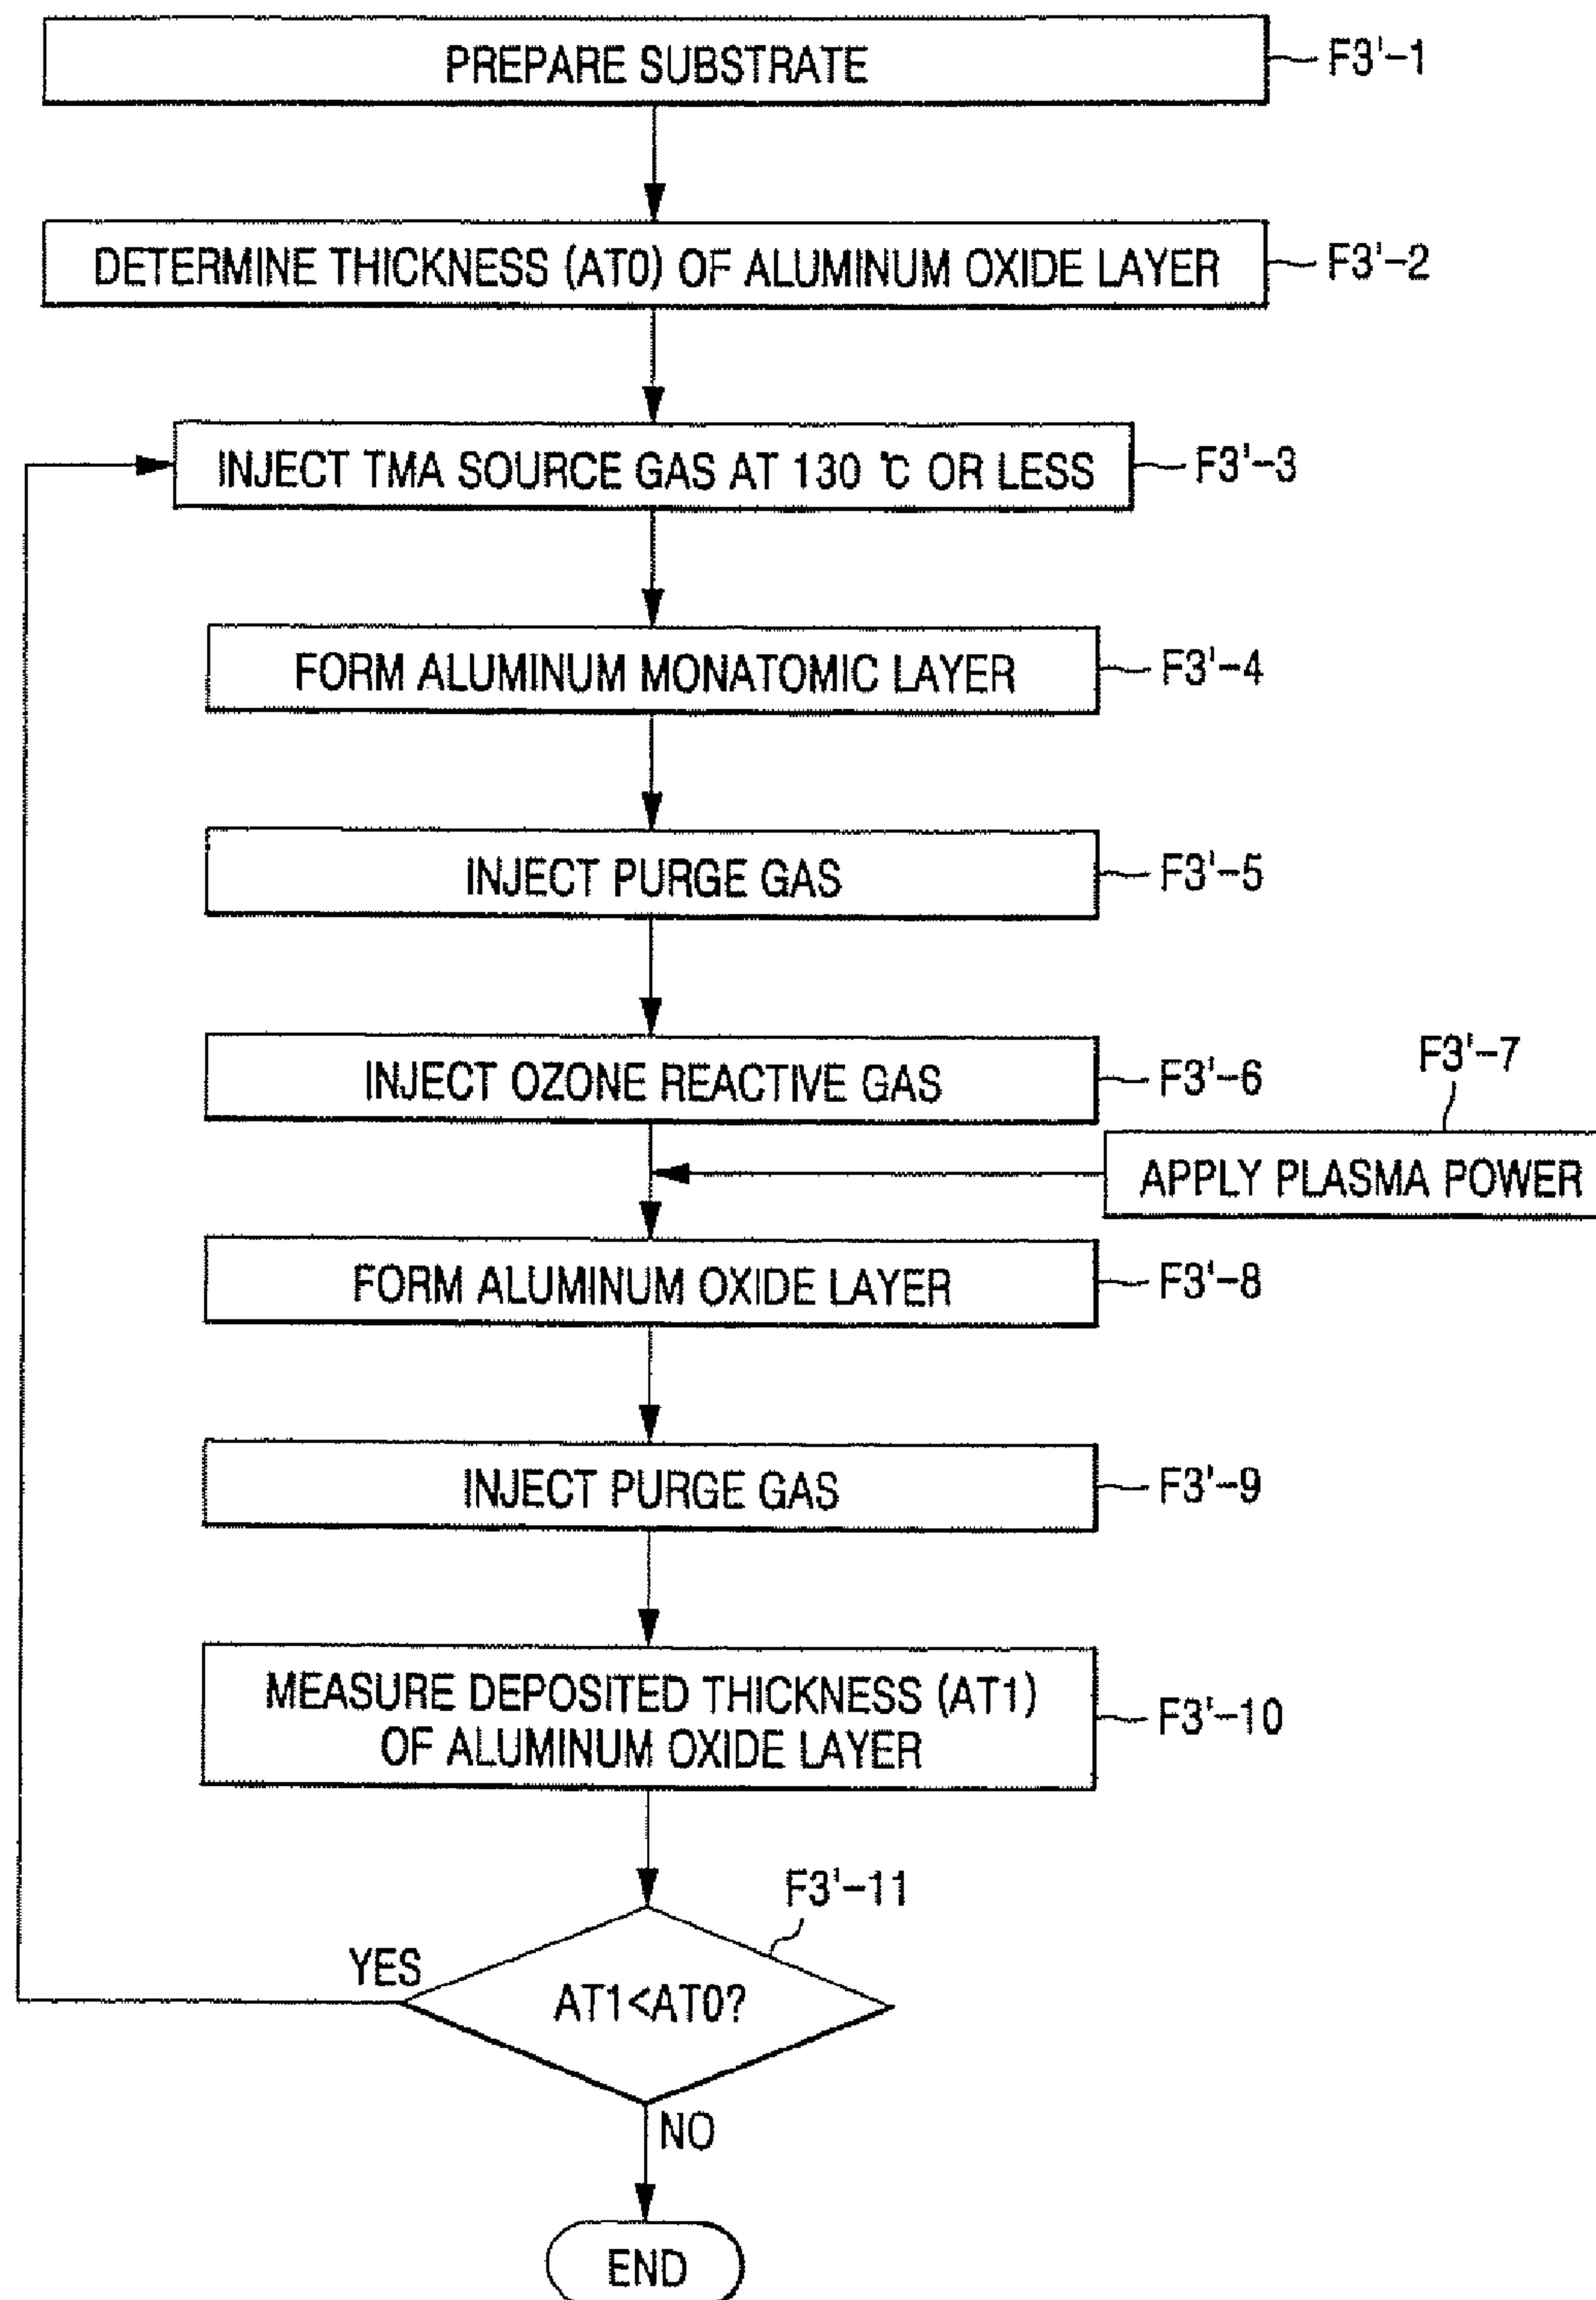 PREPARE SUBSTRATE
F3'-1
DETERMINE THICKNESS (AT0) OF ALUMINUM OXIDE LAYER
F3'-2
INJECT TMA SOURCE GAS AT 130 ℃ OR LESS
F3'-3
FORM ALUMINUM MONATOMIC LAYER
F3'-4
INJECT PURGE GAS
F3'-5
INJECT OZONE REACTIVE GAS
F3'-6
F3'-7
APPLY PLASMA POWER
FORM ALUMINUM OXIDE LAYER
F3'-8
INJECT PURGE GAS
F3'-9
MEASURE DEPOSITED THICKNESS (AT1)
OF ALUMINUM OXIDE LAYER
F3'-10
F3'-11
YES
AT1<AT0?
NO
END